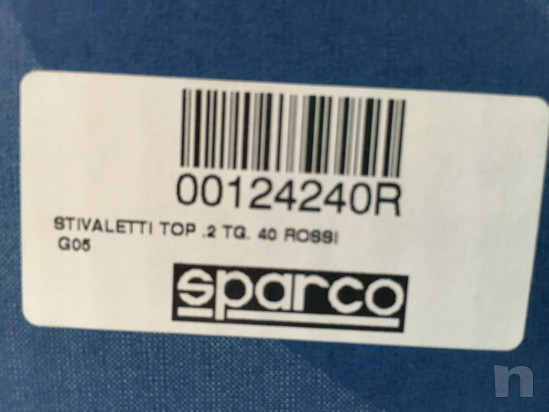 00124240R
STIVALETTI TOP .2 TG. 40 ROSSI
G05
sparco
n